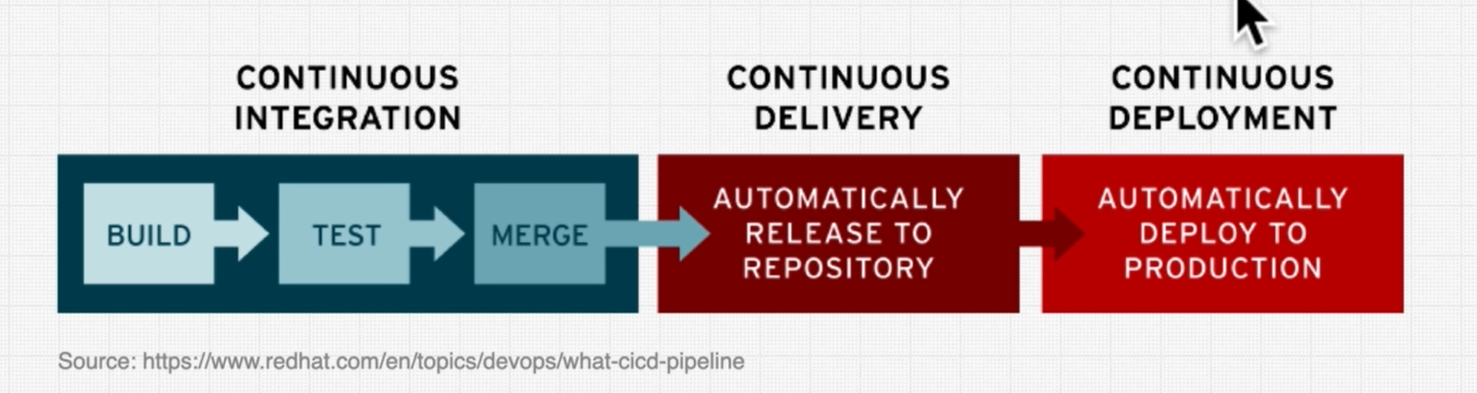 CONTINUOUS
INTEGRATION
CONTINUOUS
DELIVERY
CONTINUOUS
DEPLOYMENT
BUILD
TEST
MERGE
AUTOMATICALLY
RELEASE TO
REPOSITORY
AUTOMATICALLY
DEPLOY TO
PRODUCTION
Source: https://www.redhat.com/en/topics/devops/what-cicd-pipeline